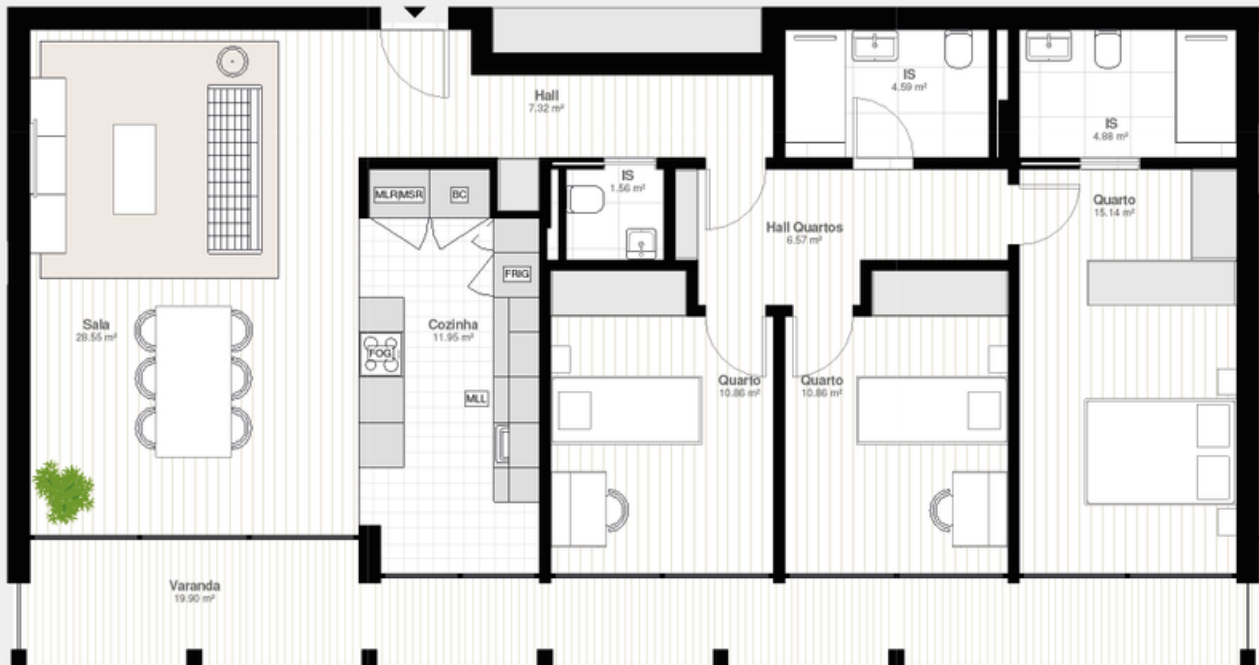 IS
4.59 m²
Hall
7.32 m²
IS
4.88 m²
IS
1.56 m²
MLR|MSR
BC
Quarto
15.14 m²
Hall Quartos
6.57 m²
FRIG
Sala
28.55 m²
Cozinha
11.95 m²
FOG
Quarto
10.86 m²
Quarto
10.86 m²
MLL
Varanda
19.90 m²